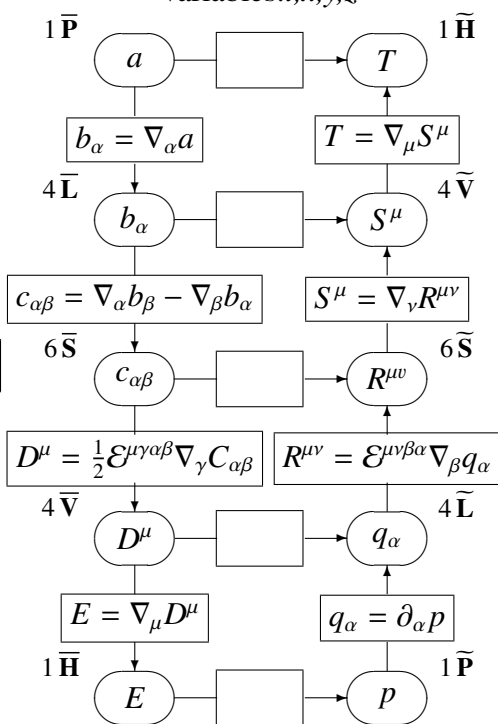 1 P̅ 1 H̃
a T
b_α = ∇_α a T = ∇_μ S^μ
4 L̅ 4 Ṽ
b_α S^μ
c_αβ = ∇_α b_β − ∇_β b_α S^μ = ∇_ν R^μν
6 S̅ 6 S̃
c_αβ R^μυ
D^μ = ½ ℰ^μγαβ ∇_γ C_αβ R^μν = ℰ^μνβα ∇_β q_α
4 V̅ 4 L̃
D^μ q_α
E = ∇_μ D^μ q_α = ∂_α p
1 H̅ 1 P̃
E p